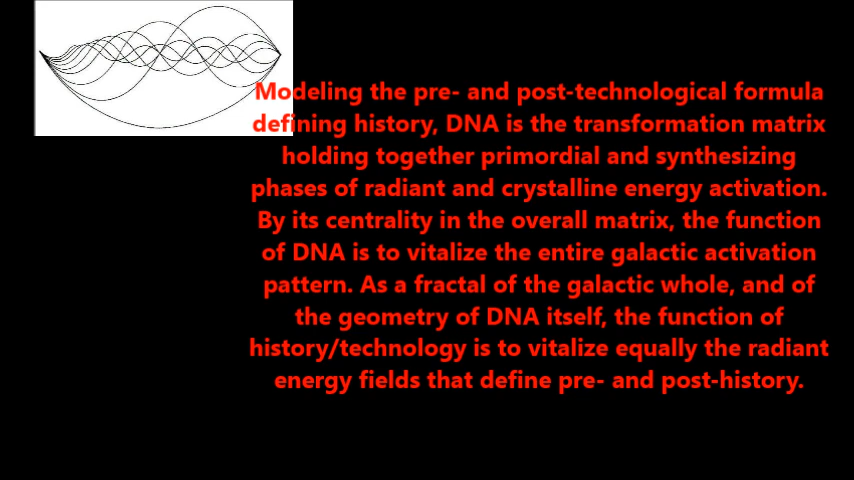 Modeling the pre- and post-technological formula
defining history, DNA is the transformation matrix
holding together primordial and synthesizing
phases of radiant and crystalline energy activation.
By its centrality in the overall matrix, the function
of DNA is to vitalize the entire galactic activation
pattern. As a fractal of the galactic whole, and of
the geometry of DNA itself, the function of
history/technology is to vitalize equally the radiant
energy fields that define pre- and post-history.